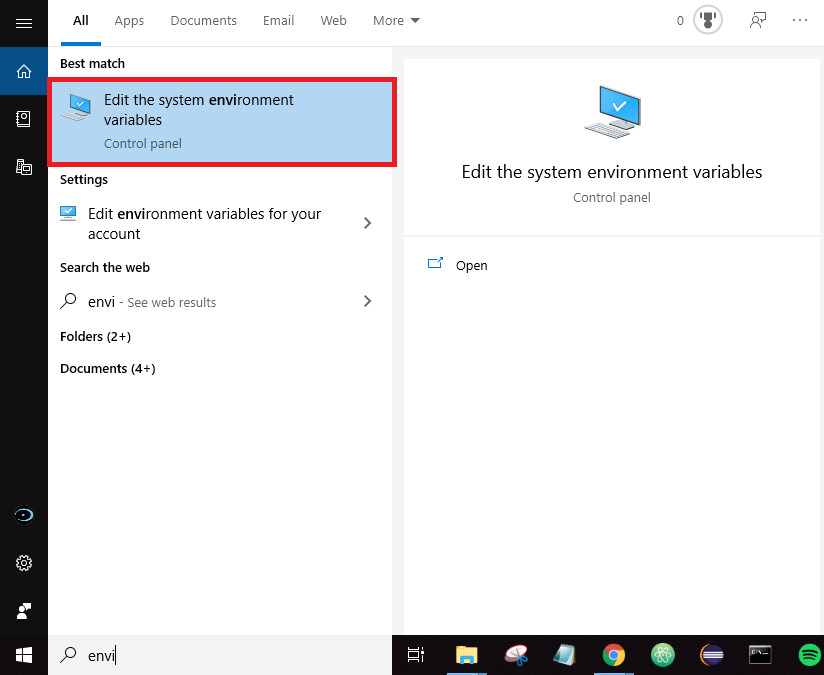 All Apps Documents Email Web More 0
Best match
Edit the system environment
variables
Control panel
Settings
Edit environment variables for your
account
Search the web
envi - See web results
Folders (2+)
Documents (4+)
Edit the system environment variables
Control panel
Open
envi